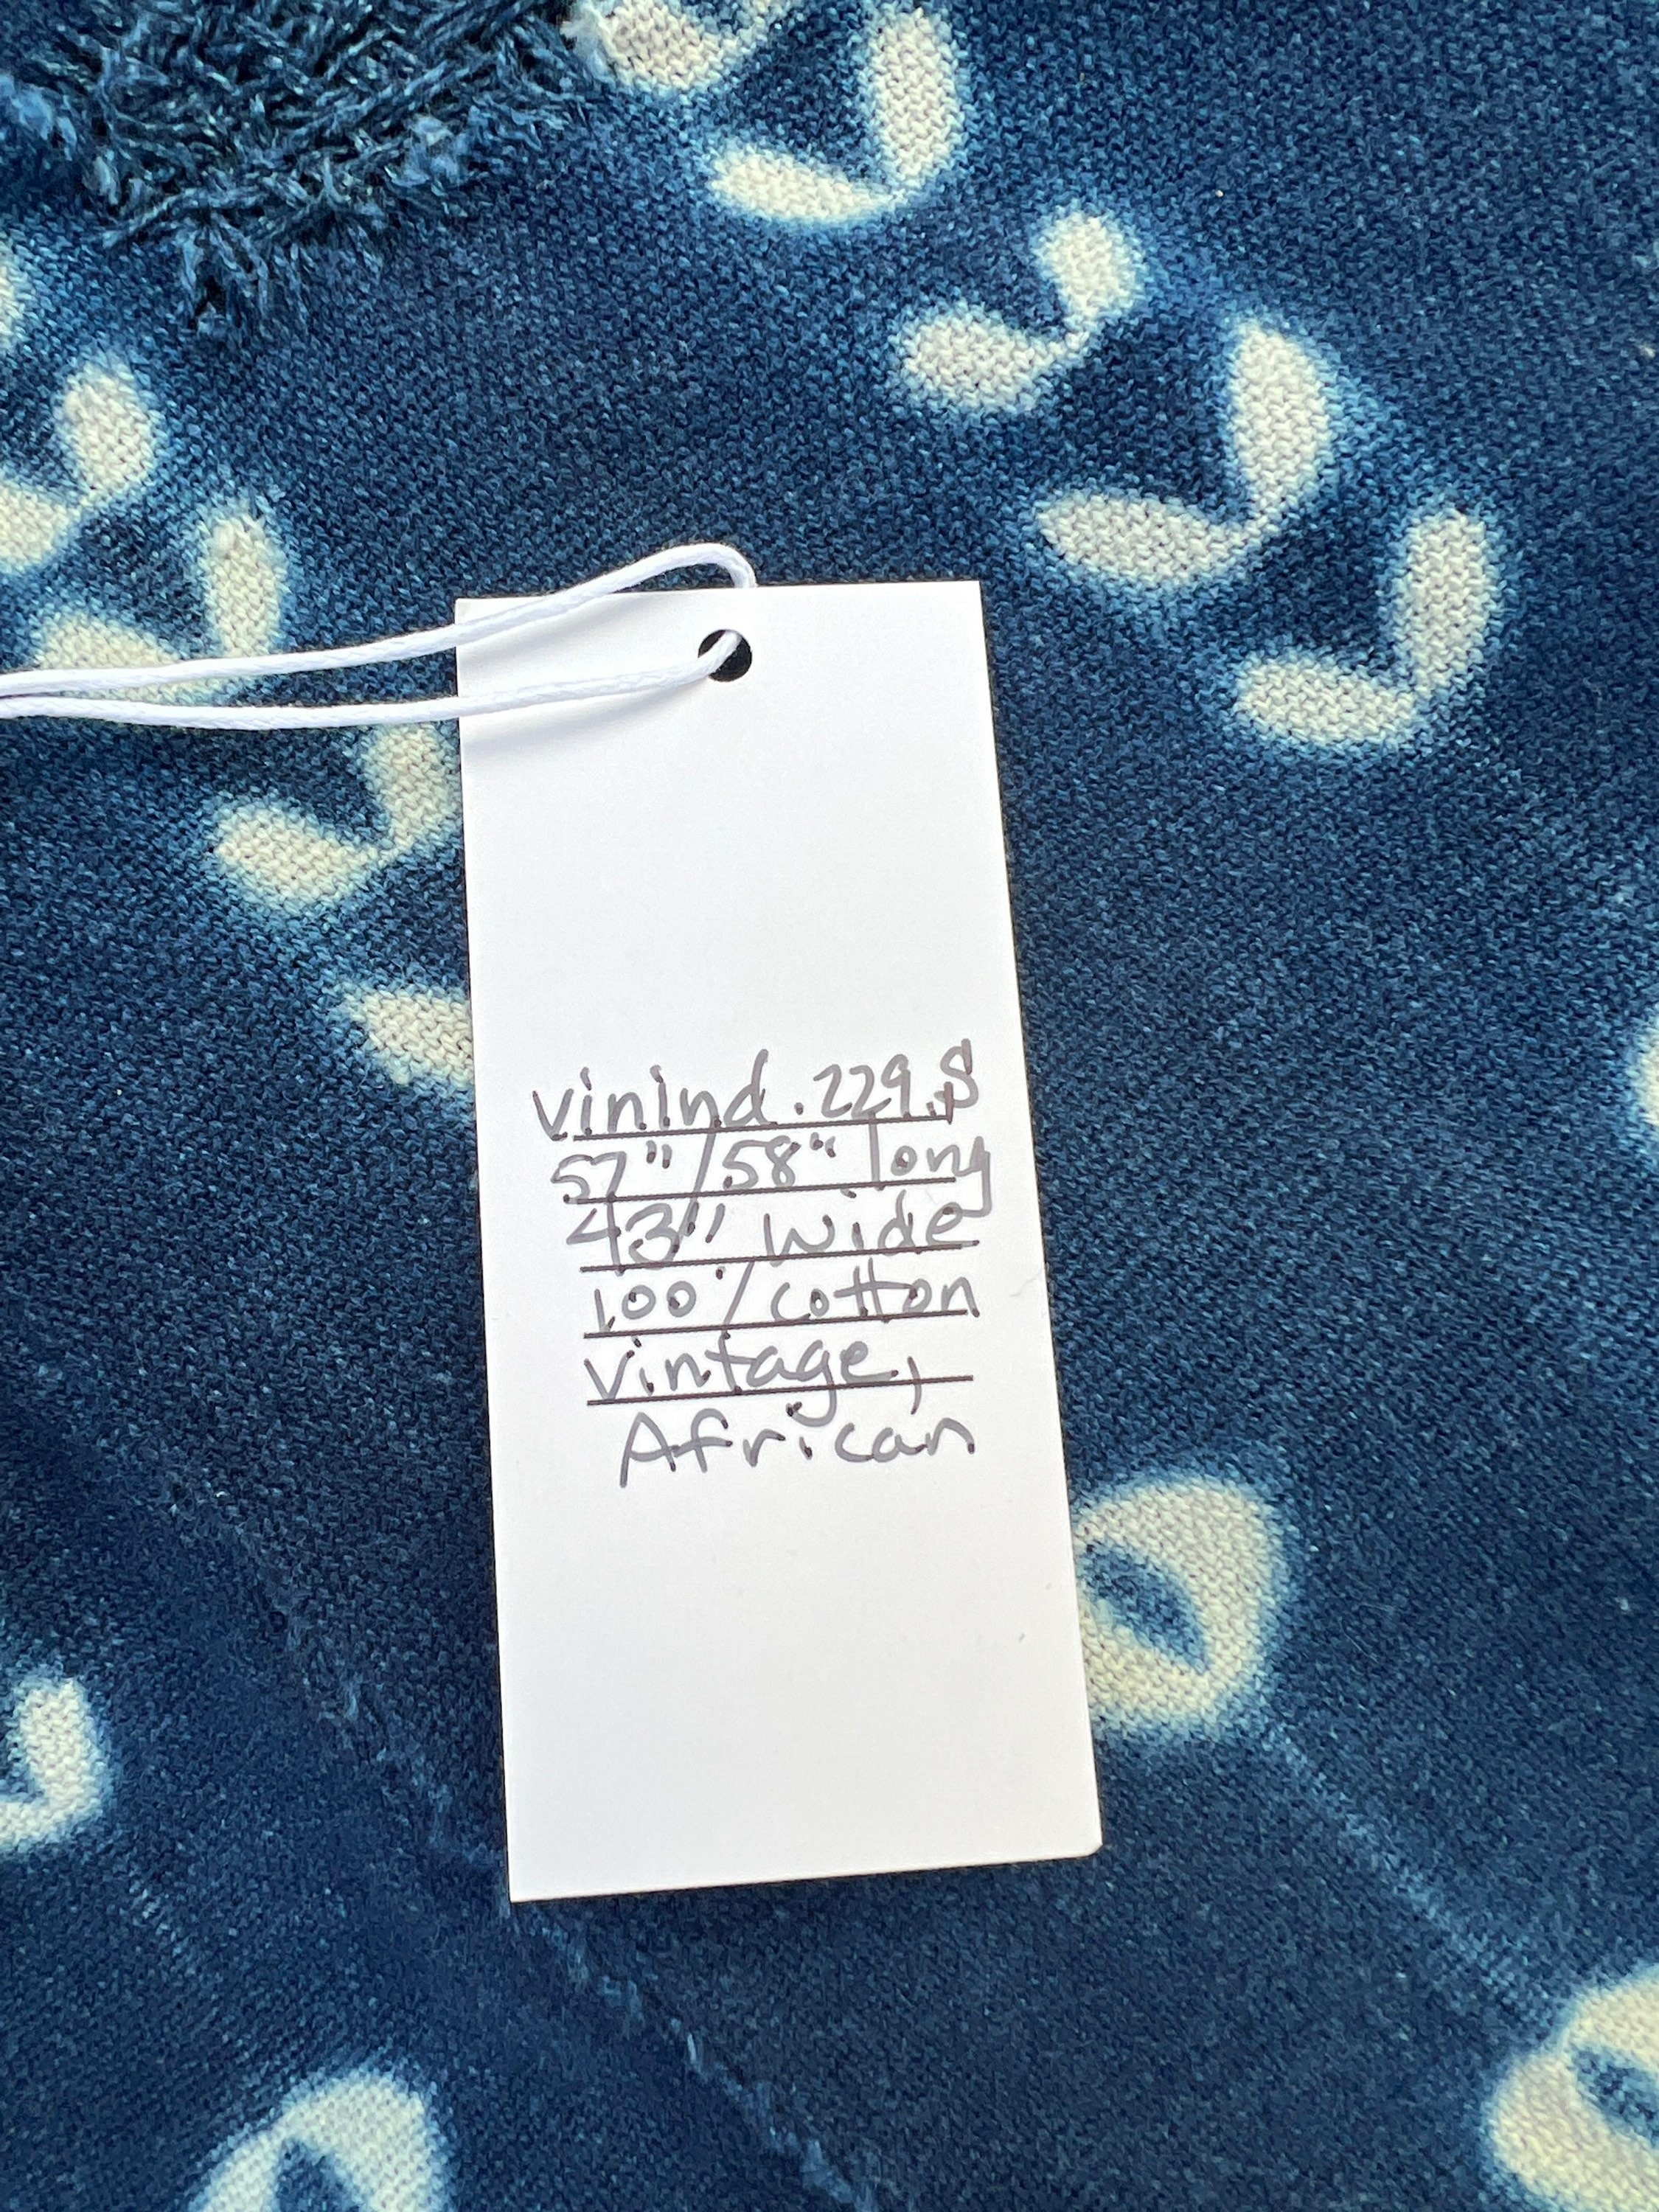 vinind.229.S
57"/58" long
43" wide
100% cotton
vintage,
African